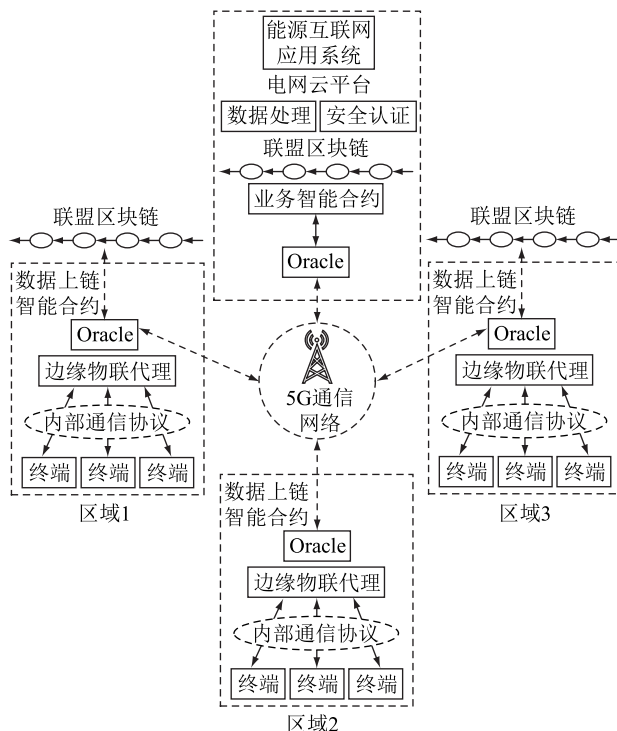 能源互联网
应用系统
电网云平台
数据处理 安全认证
联盟区块链
业务智能合约
Oracle
联盟区块链
数据上链
智能合约
Oracle
边缘物联代理
内部通信协议
终端 终端 终端
区域1
5G通信
网络
联盟区块链
数据上链
智能合约
Oracle
边缘物联代理
内部通信协议
终端 终端 终端
区域3
数据上链
智能合约
Oracle
边缘物联代理
内部通信协议
终端 终端 终端
区域2